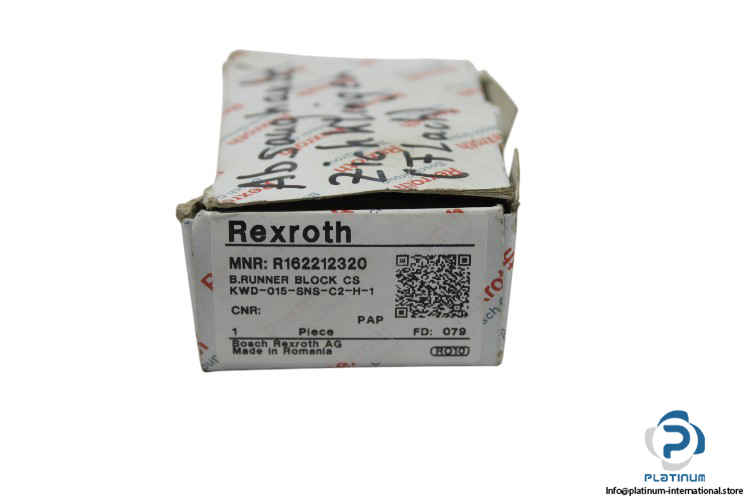 Absaughaube
Rexroth
MNR: R162212320
B.RUNNER BLOCK CS
KWD-015-SNS-C2-H-1
CNR:
PAP
1 Piece FD: 079
Bosch Rexroth AG
Made in Romania
RO10
PLATINUM
Info@platinum-international.store